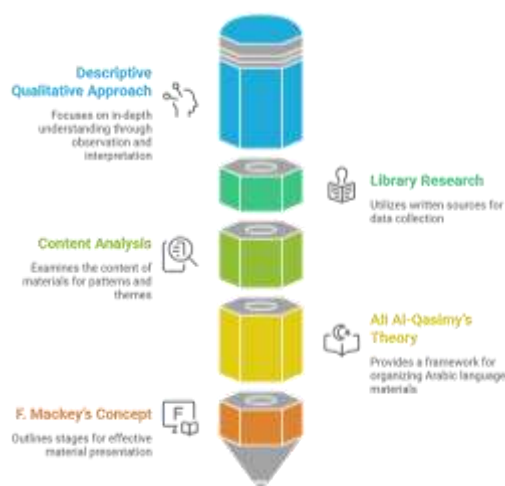 Descriptive
Qualitative Approach
Focuses on in-depth
understanding through
observation and
interpretation
Library Research
Utilizes written sources for
data collection
Content Analysis
Examines the content of
materials for patterns and
themes
Ali Al-Qasimy's
Theory
Provides a framework for
organizing Arabic language
materials
F. Mackey's Concept
Outlines stages for effective
material presentation
F